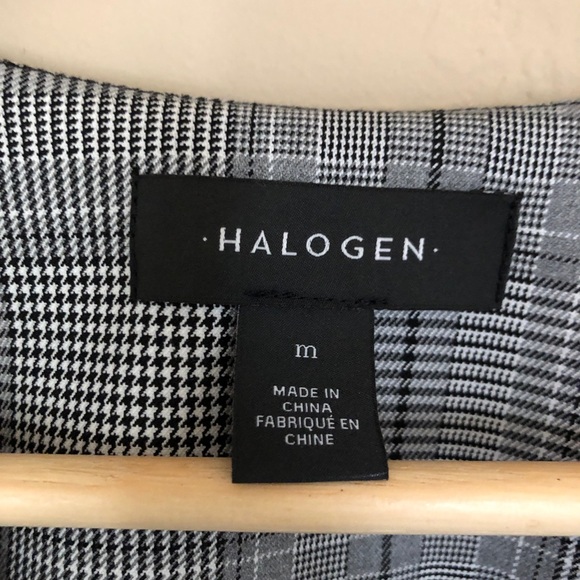 ·HALOGEN·
m
MADE IN
CHINA
FABRIQUÉ EN
CHINE